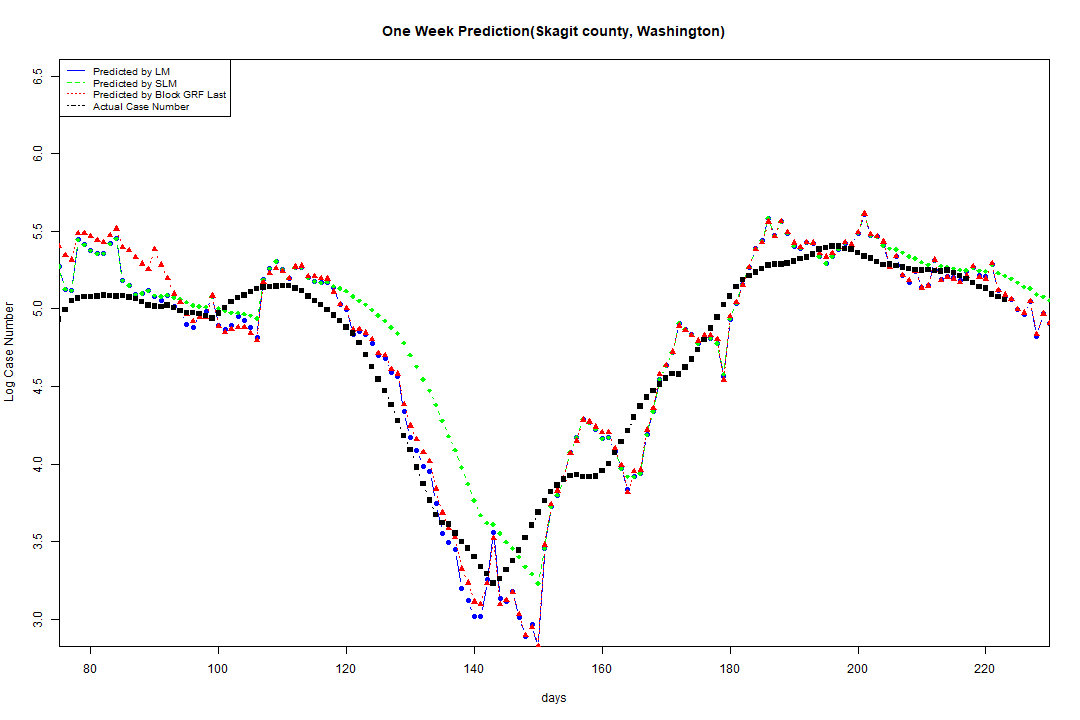 One Week Prediction(Skagit county, Washington)
Predicted by LM
Predicted by SLM
Predicted by Block GRF Last
Actual Case Number
6.5
6.0
5.5
5.0
4.5
4.0
3.5
3.0
Log Case Number
80 100 120 140 160 180 200 220
days